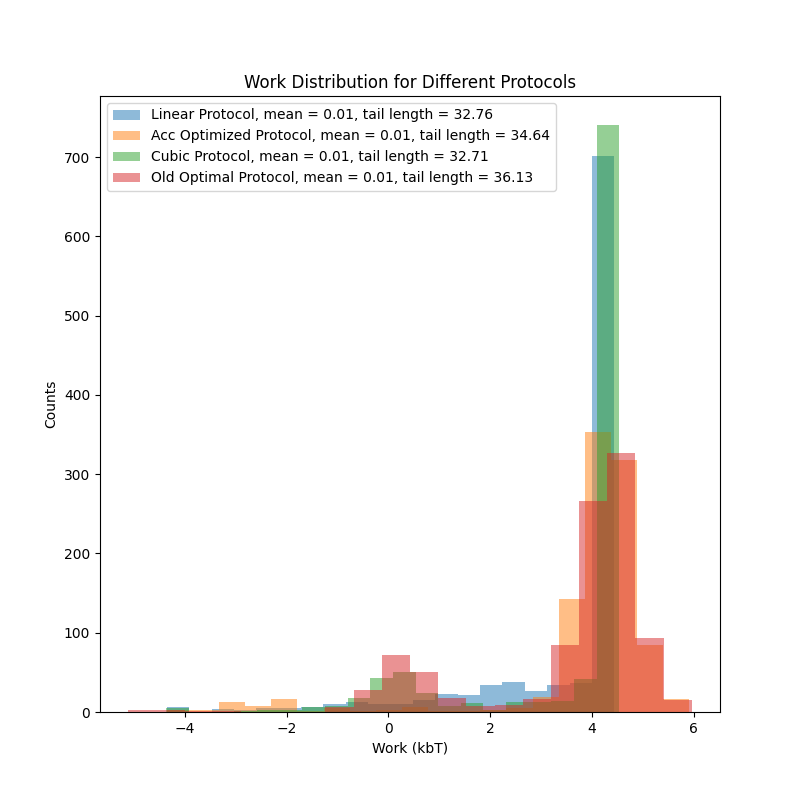 Work Distribution for Different Protocols
Linear Protocol, mean = 0.01, tail length = 32.76
Acc Optimized Protocol, mean = 0.01, tail length = 34.64
Cubic Protocol, mean = 0.01, tail length = 32.71
Old Optimal Protocol, mean = 0.01, tail length = 36.13
700
600
500
400
300
200
100
0
Counts
−4 −2 0 2 4 6
Work (kbT)